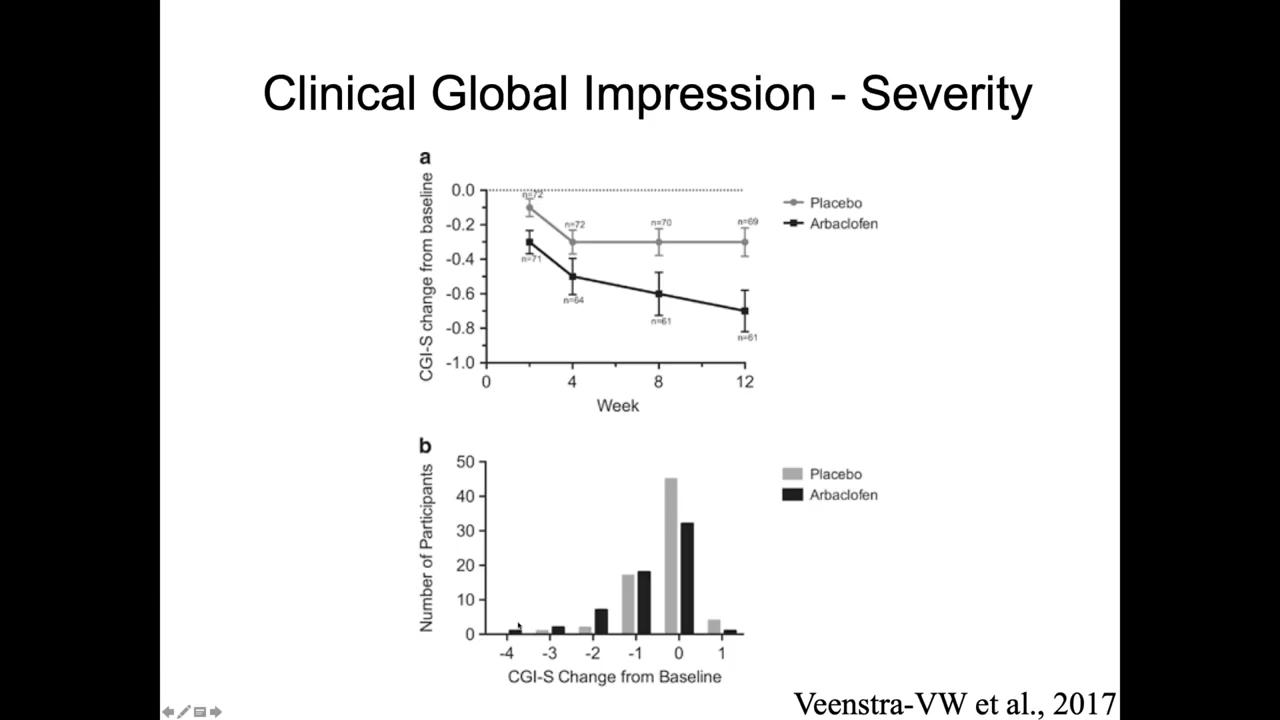 Clinical Global Impression - Severity
a
CGI-S change from baseline
0.0
-0.2
-0.4
-0.6
-0.8
-1.0
n=72
n=72
n=70
n=69
n=71
n=64
n=61
n=61
Placebo
Arbaclofen
0 4 8 12
Week
b
Number of Participants
50
40
30
20
10
0
Placebo
Arbaclofen
-4 -3 -2 -1 0 1
CGI-S Change from Baseline
Veenstra-VW et al., 2017